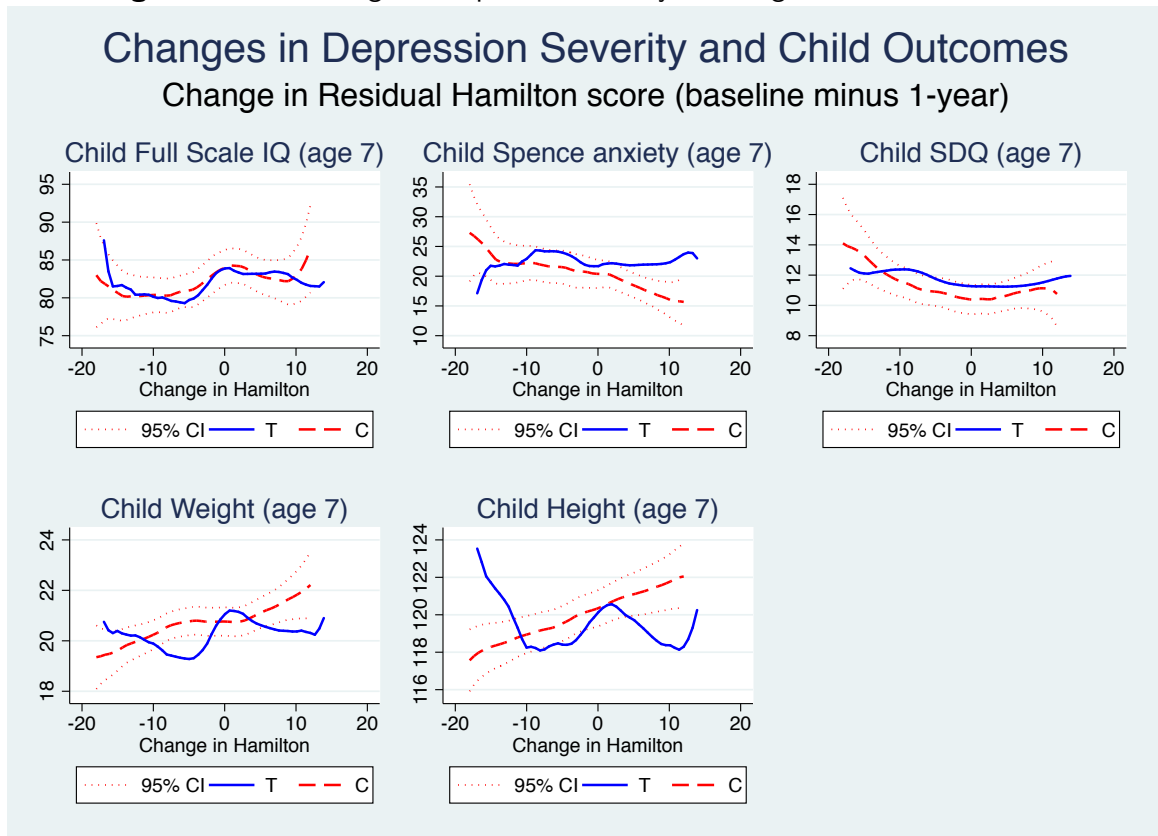 Changes in Depression Severity and Child Outcomes
Change in Residual Hamilton score (baseline minus 1-year)
Child Full Scale IQ (age 7)
95
90
85
80
75
-20 -10 0 10 20
Change in Hamilton
95% CI T C
Child Spence anxiety (age 7)
35
30
25
20
15
10
-20 -10 0 10 20
Change in Hamilton
95% CI T C
Child SDQ (age 7)
18
16
14
12
10
8
-20 -10 0 10 20
Change in Hamilton
95% CI T C
Child Weight (age 7)
24
22
20
18
-20 -10 0 10 20
Change in Hamilton
95% CI T C
Child Height (age 7)
124
122
120
118
116
-20 -10 0 10 20
Change in Hamilton
95% CI T C